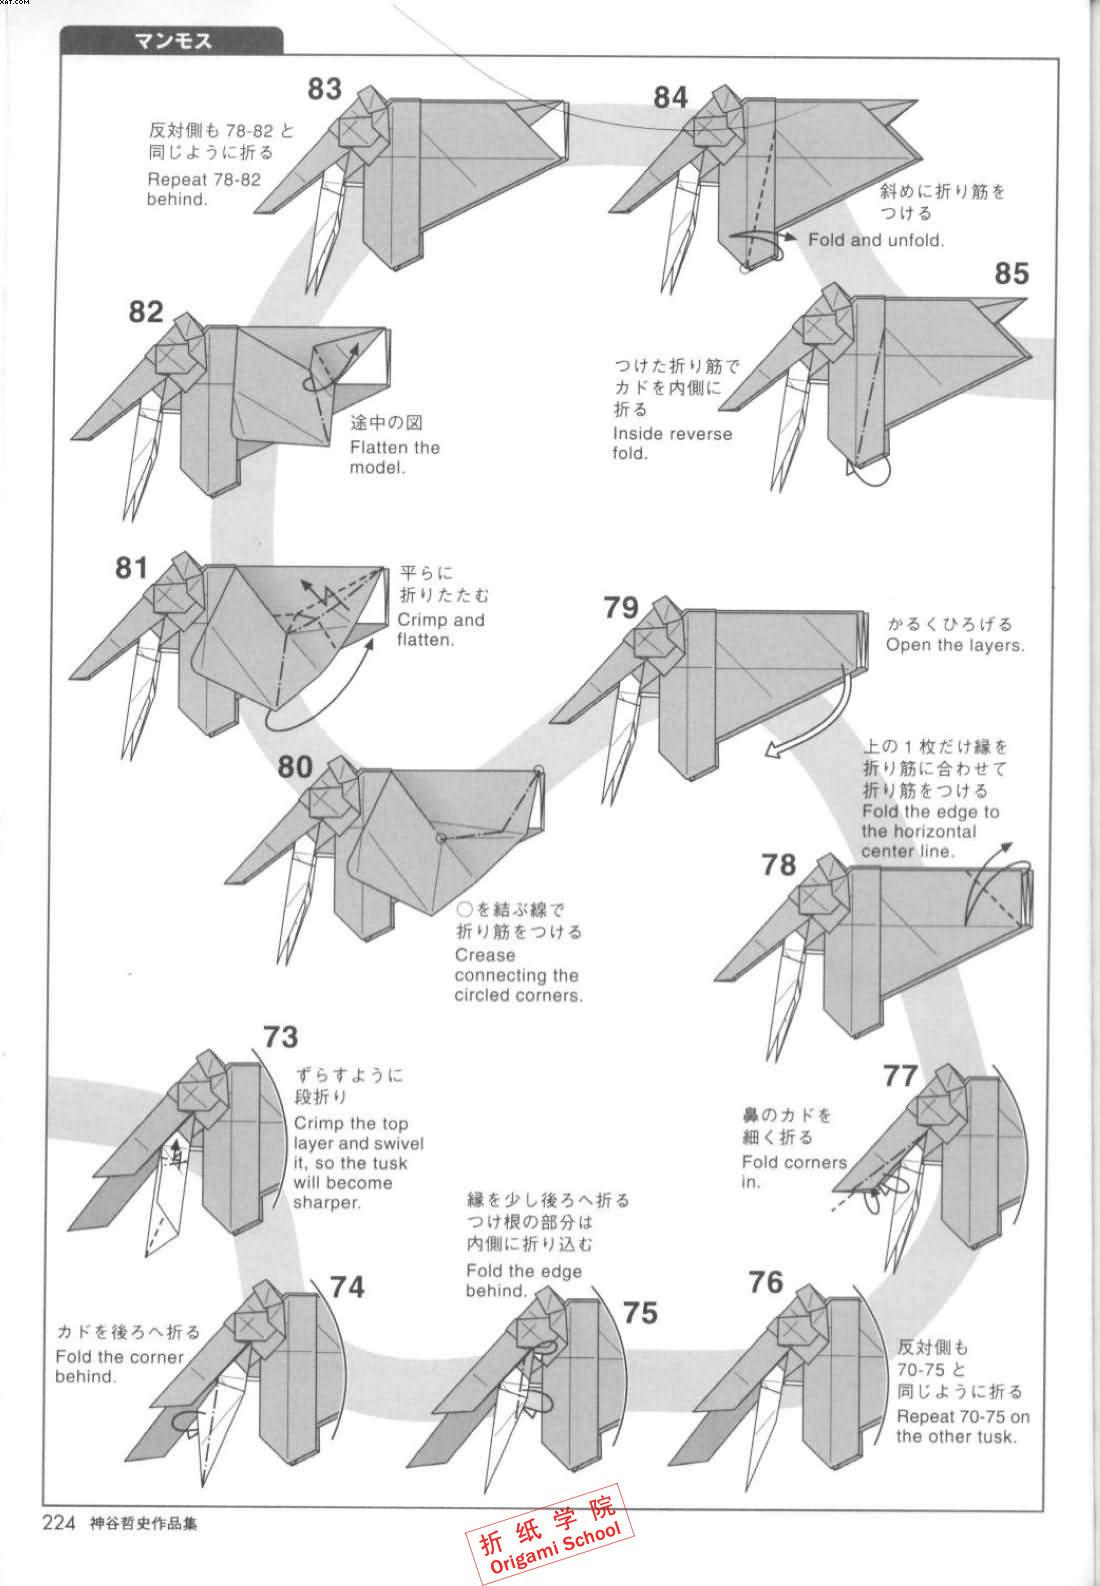 XAT.COM
マンモス
83
反対側も 78-82 と
同じように折る
Repeat 78-82
behind.
84
斜めに折り筋を
つける
Fold and unfold.
85
つけた折り筋で
カドを内側に
折る
Inside reverse
fold.
82
途中の図
Flatten the
model.
81
平らに
折りたたむ
Crimp and
flatten.
79
かるくひろげる
Open the layers.
80
○を結ぶ線で
折り筋をつける
Crease
connecting the
circled corners.
上の1枚だけ縁を
折り筋に合わせて
折り筋をつける
Fold the edge to
the horizontal
center line.
78
73
ずらすように
段折り
Crimp the top
layer and swivel
it, so the tusk
will become
sharper.
77
鼻のカドを
細く折る
Fold corners
in.
74
カドを後ろへ折る
Fold the corner
behind.
縁を少し後ろへ折る
つけ根の部分は
内側に折り込む
Fold the edge
behind.
75
76
反対側も
70-75 と
同じように折る
Repeat 70-75 on
the other tusk.
224 神谷哲史作品集
折纸学院
Origami School